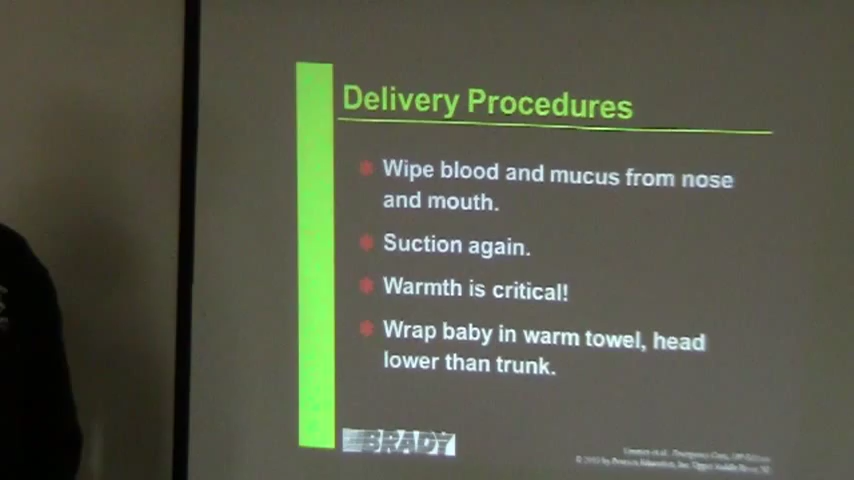 Delivery Procedures
Wipe blood and mucus from nose
and mouth.
Suction again.
Warmth is critical!
Wrap baby in warm towel, head
lower than trunk.
BRADY